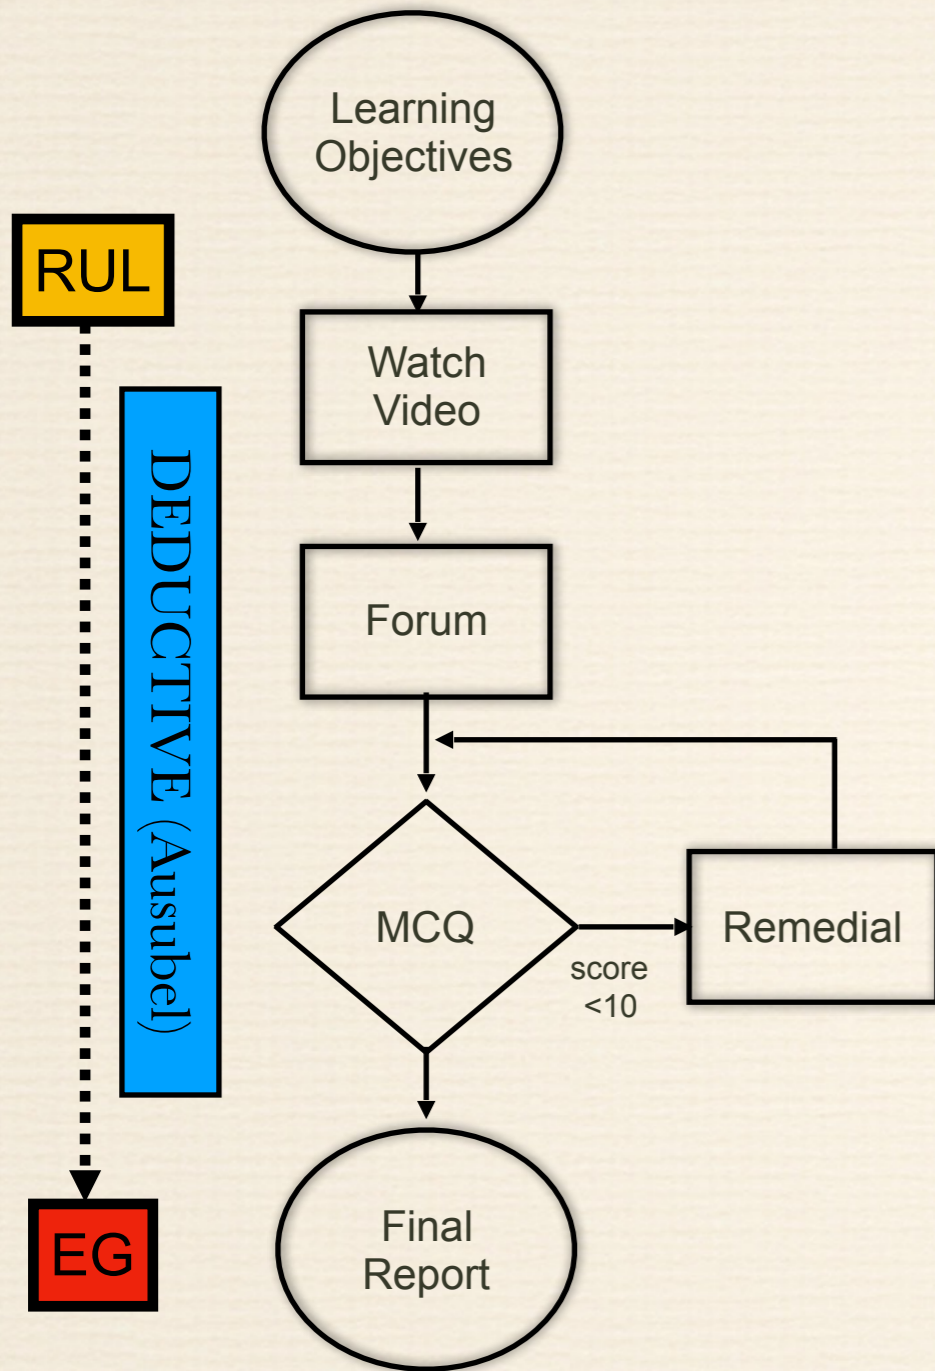 Learning
Objectives
RUL
Watch
Video
DEDUCTIVE (Ausubel)
Forum
MCQ
score
<10
Remedial
EG
Final
Report